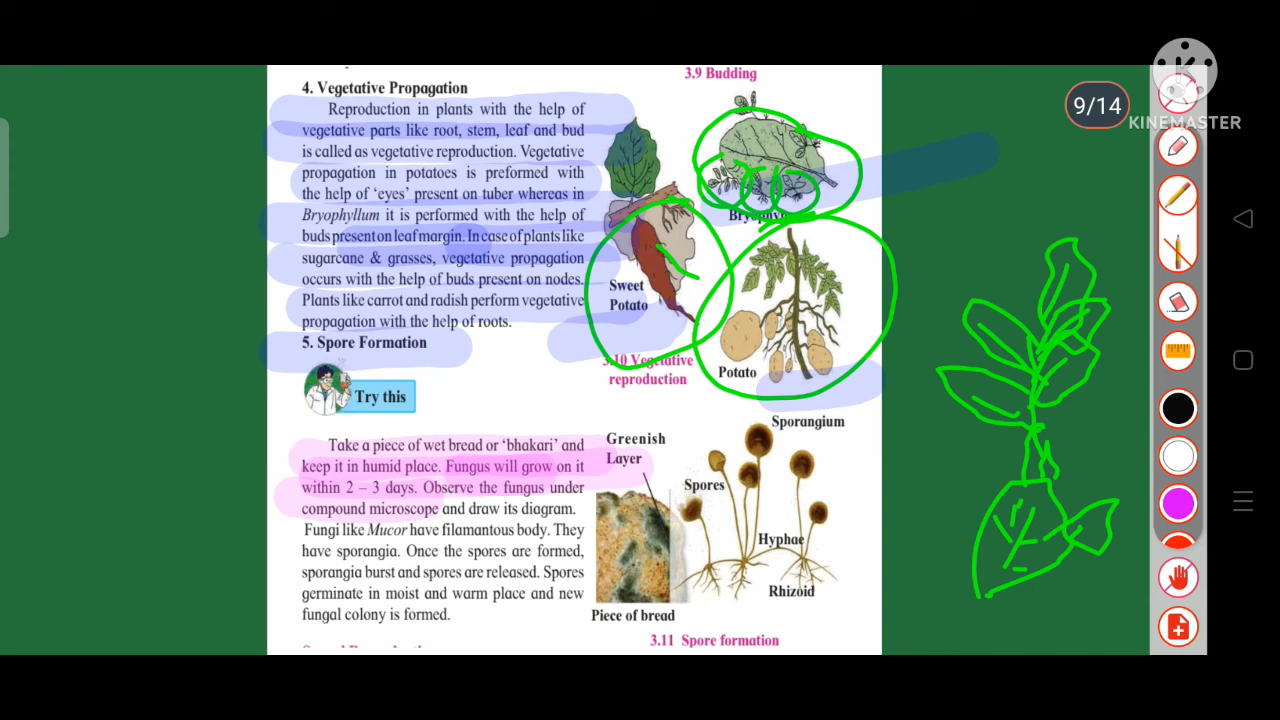 3.9 Budding
4. Vegetative Propagation
Reproduction in plants with the help of
vegetative parts like root, stem, leaf and bud
is called as vegetative reproduction. Vegetative
propagation in potatoes is preformed with
the help of ‘eyes’ present on tuber whereas in
Bryophyllum it is performed with the help of
buds present on leaf margin. In case of plants like
sugarcane & grasses, vegetative propagation
occurs with the help of buds present on nodes.
Plants like carrot and radish perform vegetative
propagation with the help of roots.
Sweet
Potato
Potato
3.10 Vegetative
reproduction
5. Spore Formation
Try this
Take a piece of wet bread or ‘bhakari’ and
keep it in humid place. Fungus will grow on it
within 2 – 3 days. Observe the fungus under
compound microscope and draw its diagram.
Fungi like Mucor have filamentous body. They
have sporangia. Once the spores are formed,
sporangia burst and spores are released. Spores
germinate in moist and warm place and new
fungal colony is formed.
Greenish
Layer
Sporangium
Spores
Hyphae
Rhizoid
Piece of bread
3.11 Spore formation
9/14
KINEMASTER